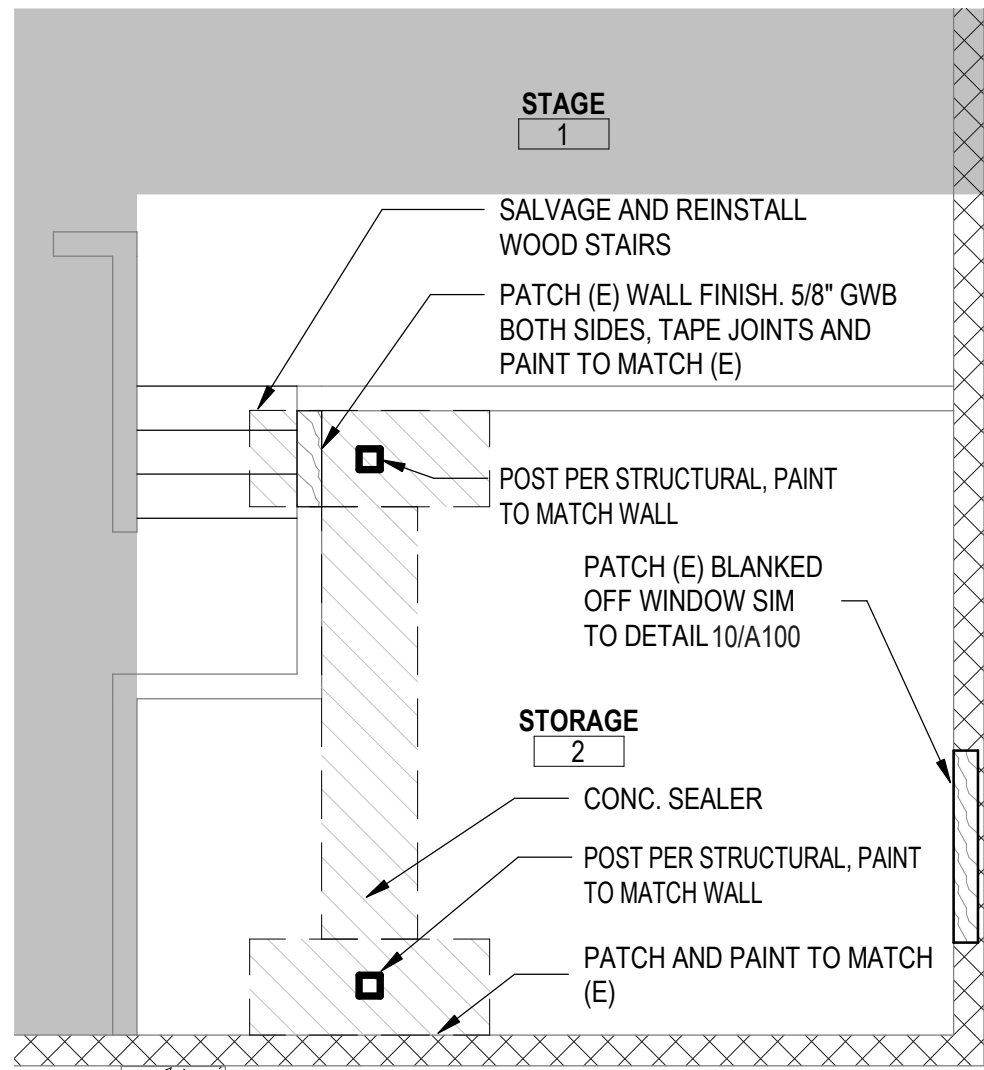 STAGE
1
SALVAGE AND REINSTALL
WOOD STAIRS
PATCH (E) WALL FINISH. 5/8" GWB
BOTH SIDES, TAPE JOINTS AND
PAINT TO MATCH (E)
POST PER STRUCTURAL, PAINT
TO MATCH WALL
PATCH (E) BLANKED
OFF WINDOW SIM
TO DETAIL 10/A100
STORAGE
2
CONC. SEALER
POST PER STRUCTURAL, PAINT
TO MATCH WALL
PATCH AND PAINT TO MATCH
(E)